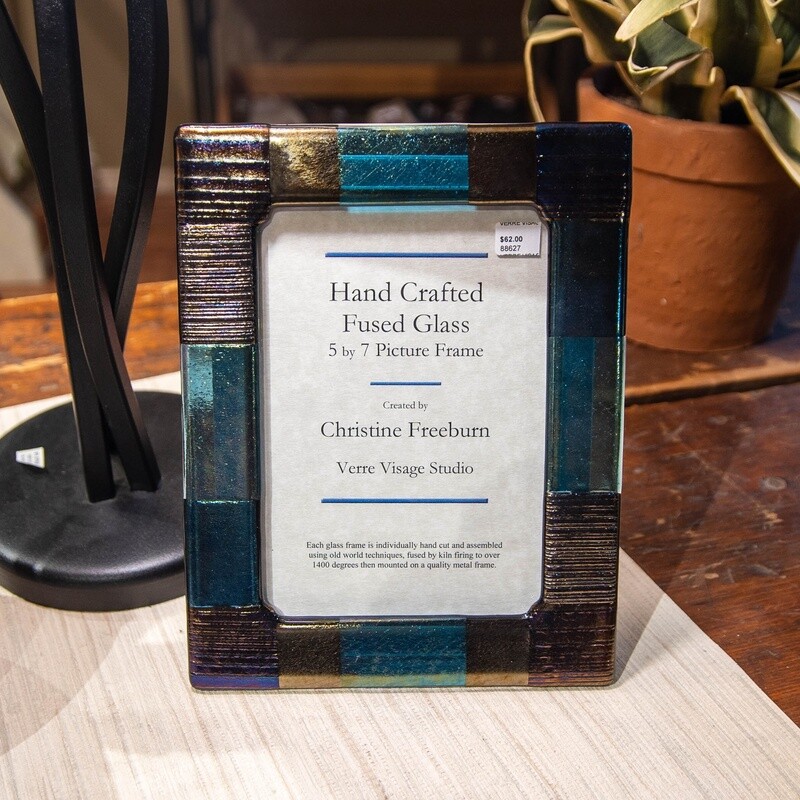 $62.00
88627
Hand Crafted
Fused Glass
5 by 7 Picture Frame
Created by
Christine Freeburn
Verre Visage Studio
Each glass frame is individually hand cut and assembled
using old world techniques, fused by kiln firing to over
1400 degrees then mounted on a quality metal frame.